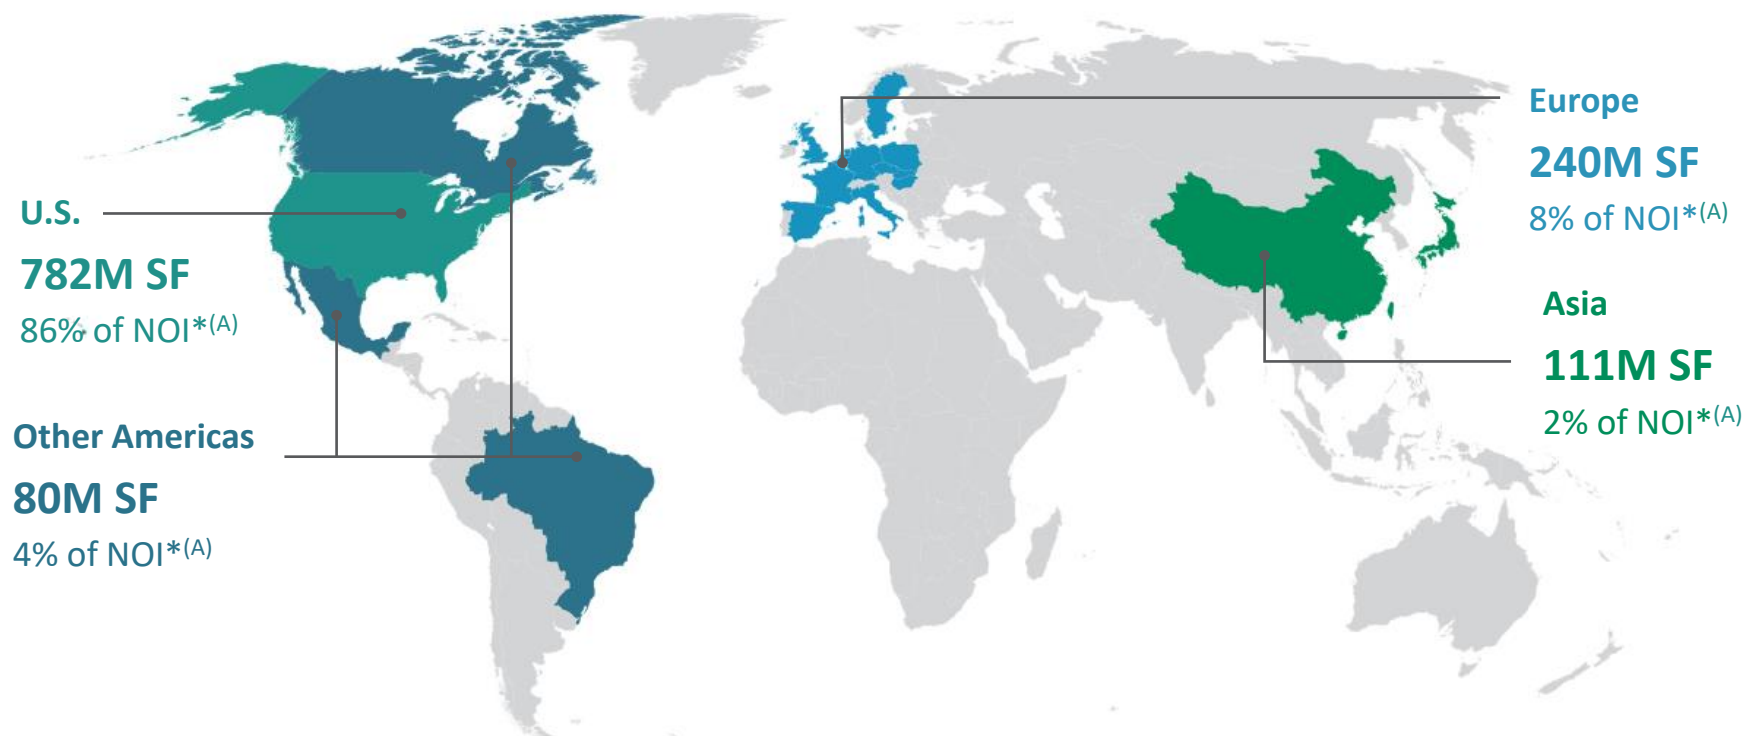 U.S.
782M SF
86% of NOI*(A)
Other Americas
80M SF
4% of NOI*(A)
Europe
240M SF
8% of NOI*(A)
Asia
111M SF
2% of NOI*(A)